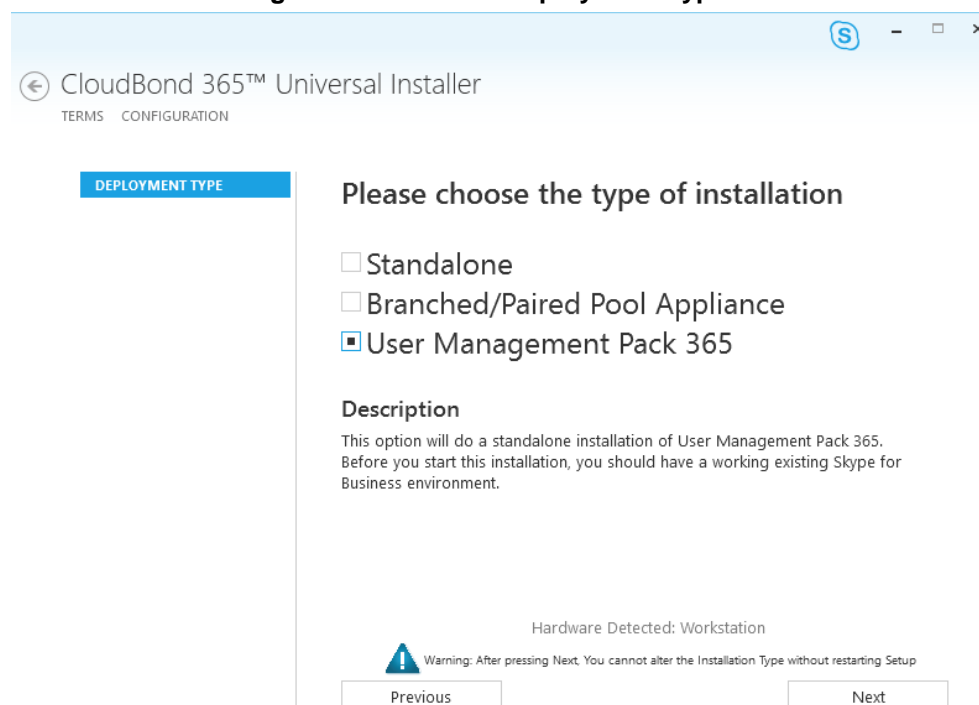 S
CloudBond 365™ Universal Installer
TERMS CONFIGURATION
DEPLOYMENT TYPE
Please choose the type of installation
Standalone
Branched/Paired Pool Appliance
User Management Pack 365
Description
This option will do a standalone installation of User Management Pack 365.
Before you start this installation, you should have a working existing Skype for
Business environment.
Hardware Detected: Workstation
Warning: After pressing Next, You cannot alter the Installation Type without restarting Setup
Previous Next